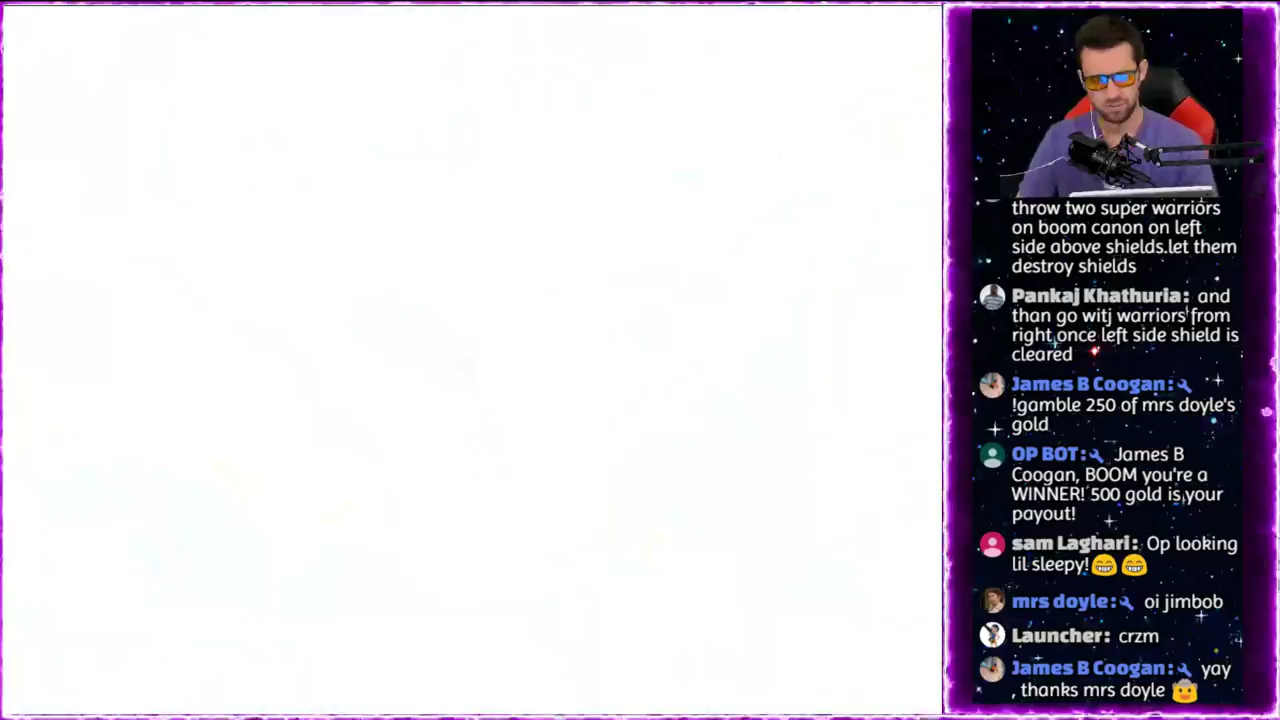 throw two super warriors
on boom canon on left
side above shields.let them
destroy shields
Pankaj Khathuria: and
than go witj warriors from
right once left side shield is
cleared
James B Coogan:
!gamble 250 of mrs doyle's
gold
OP BOT: James B
Coogan, BOOM you're a
WINNER! 500 gold is your
payout!
sam Laghari: Op looking
lil sleepy!😁 😁
mrs doyle: oi jimbob
Launcher: crzm
James B Coogan: yay
, thanks mrs doyle